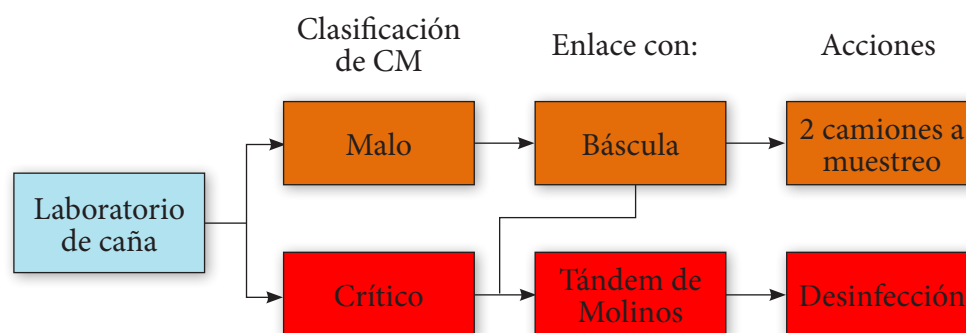 Clasificación
de CM
Enlace con:
Acciones
Malo
Báscula
2 camiones a
muestreo
Laboratorio
de caña
Crítico
Tándem de
Molinos
Desinfección